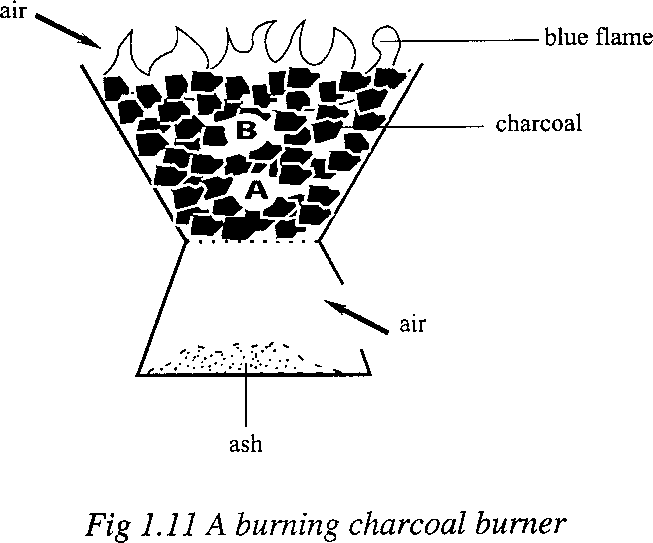 air
blue flame
charcoal
B
A
air
ash
Fig 1.11 A burning charcoal burner